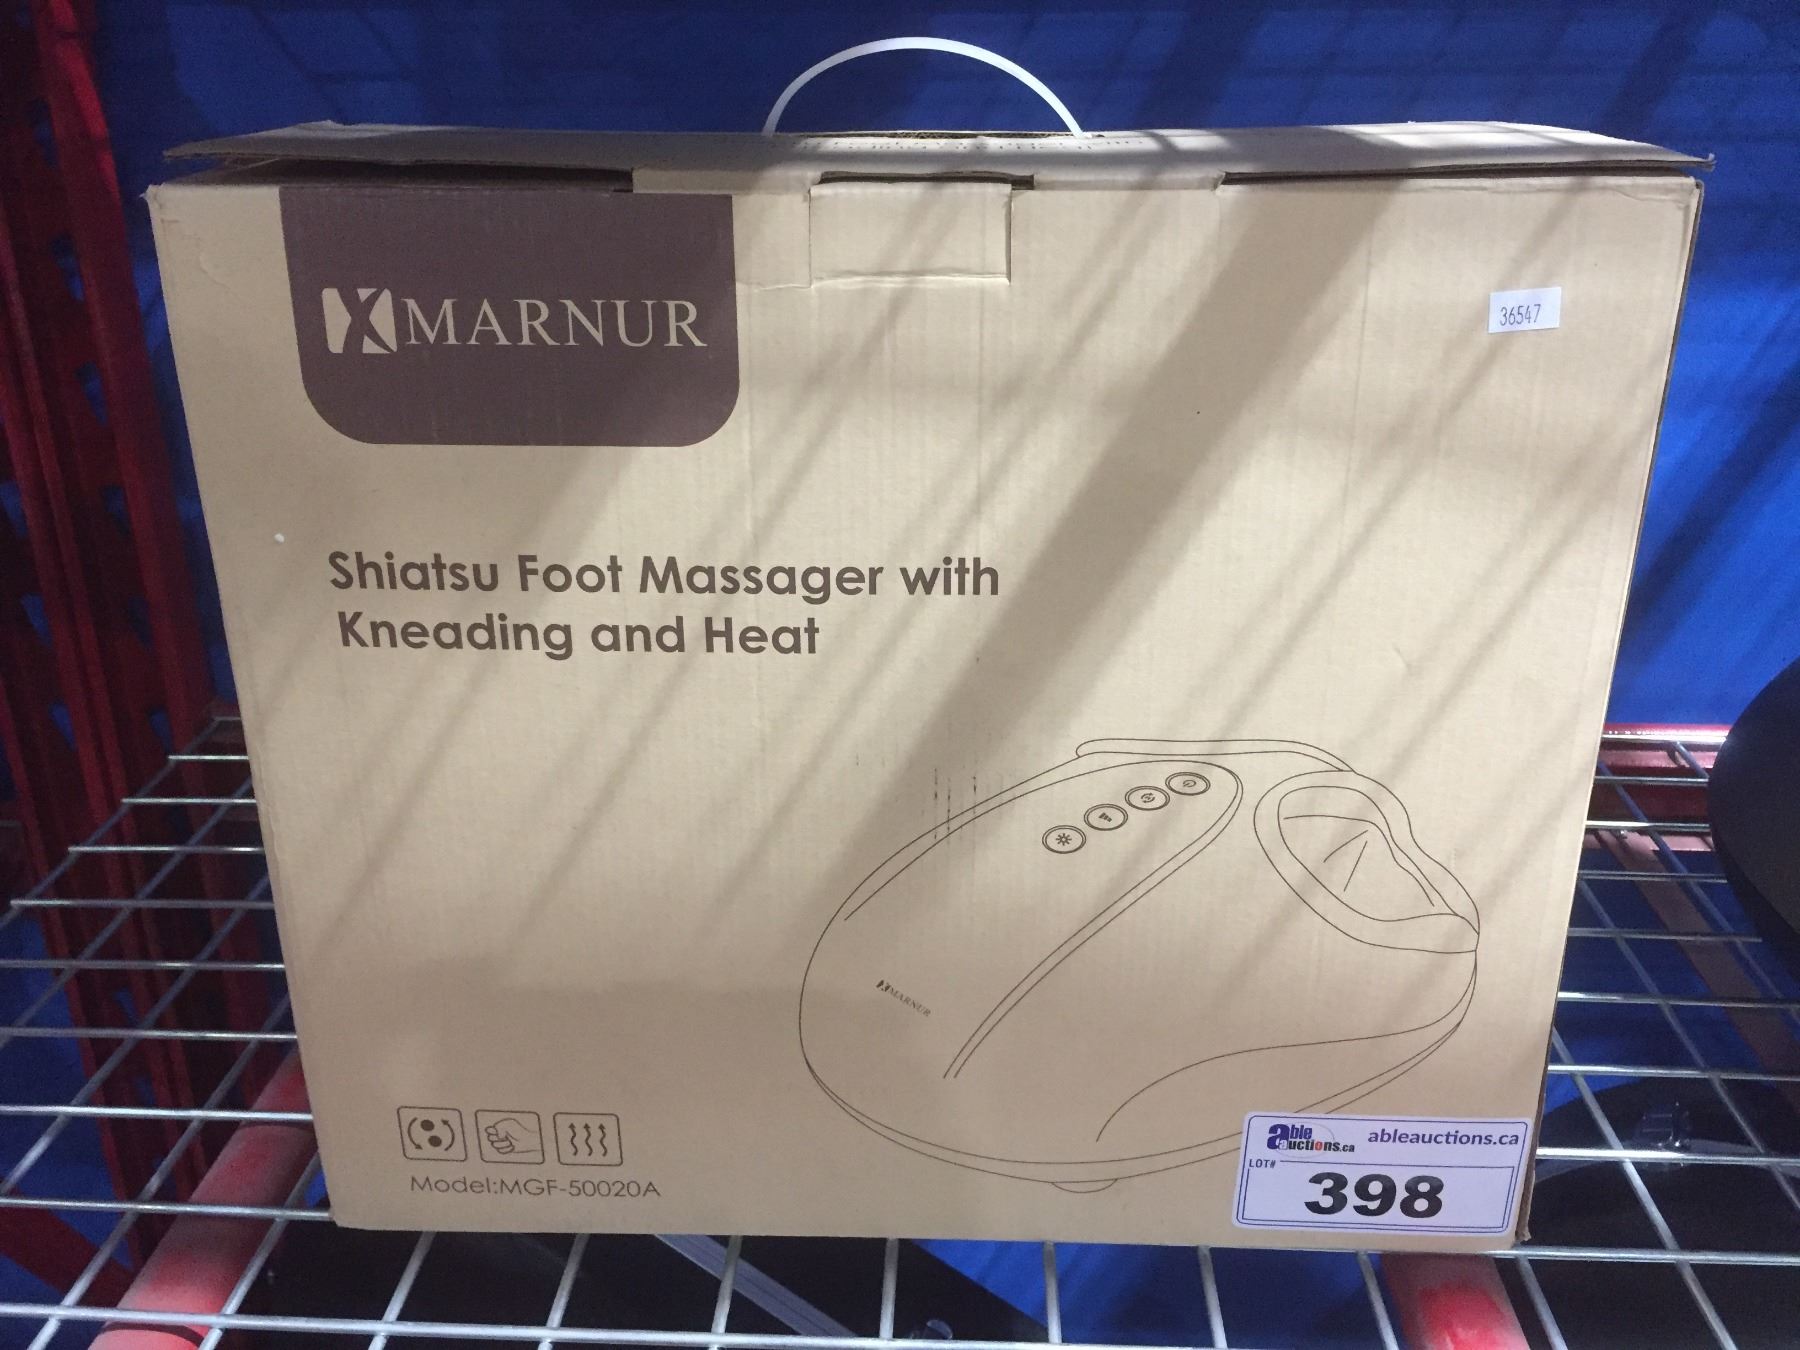 MARNUR
36547
Shiatsu Foot Massager with
Kneading and Heat
MARNUR
Model:MGF-50020A
able auctions.ca
ableauctions.ca
LOT#
398